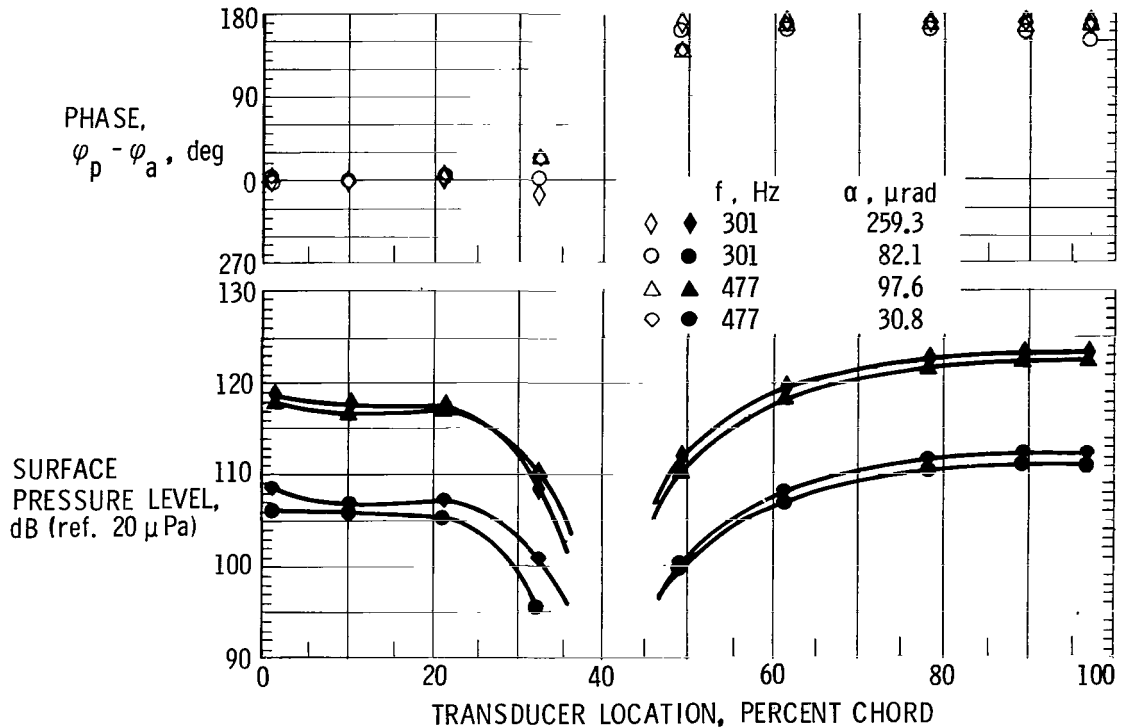 180
90
0
270
PHASE,
φp - φa, deg
f, Hz α, μrad
301 259.3
301 82.1
477 97.6
477 30.8
130
120
110
100
90
SURFACE
PRESSURE LEVEL,
dB (ref. 20 μPa)
0 20 40 60 80 100
TRANSDUCER LOCATION, PERCENT CHORD